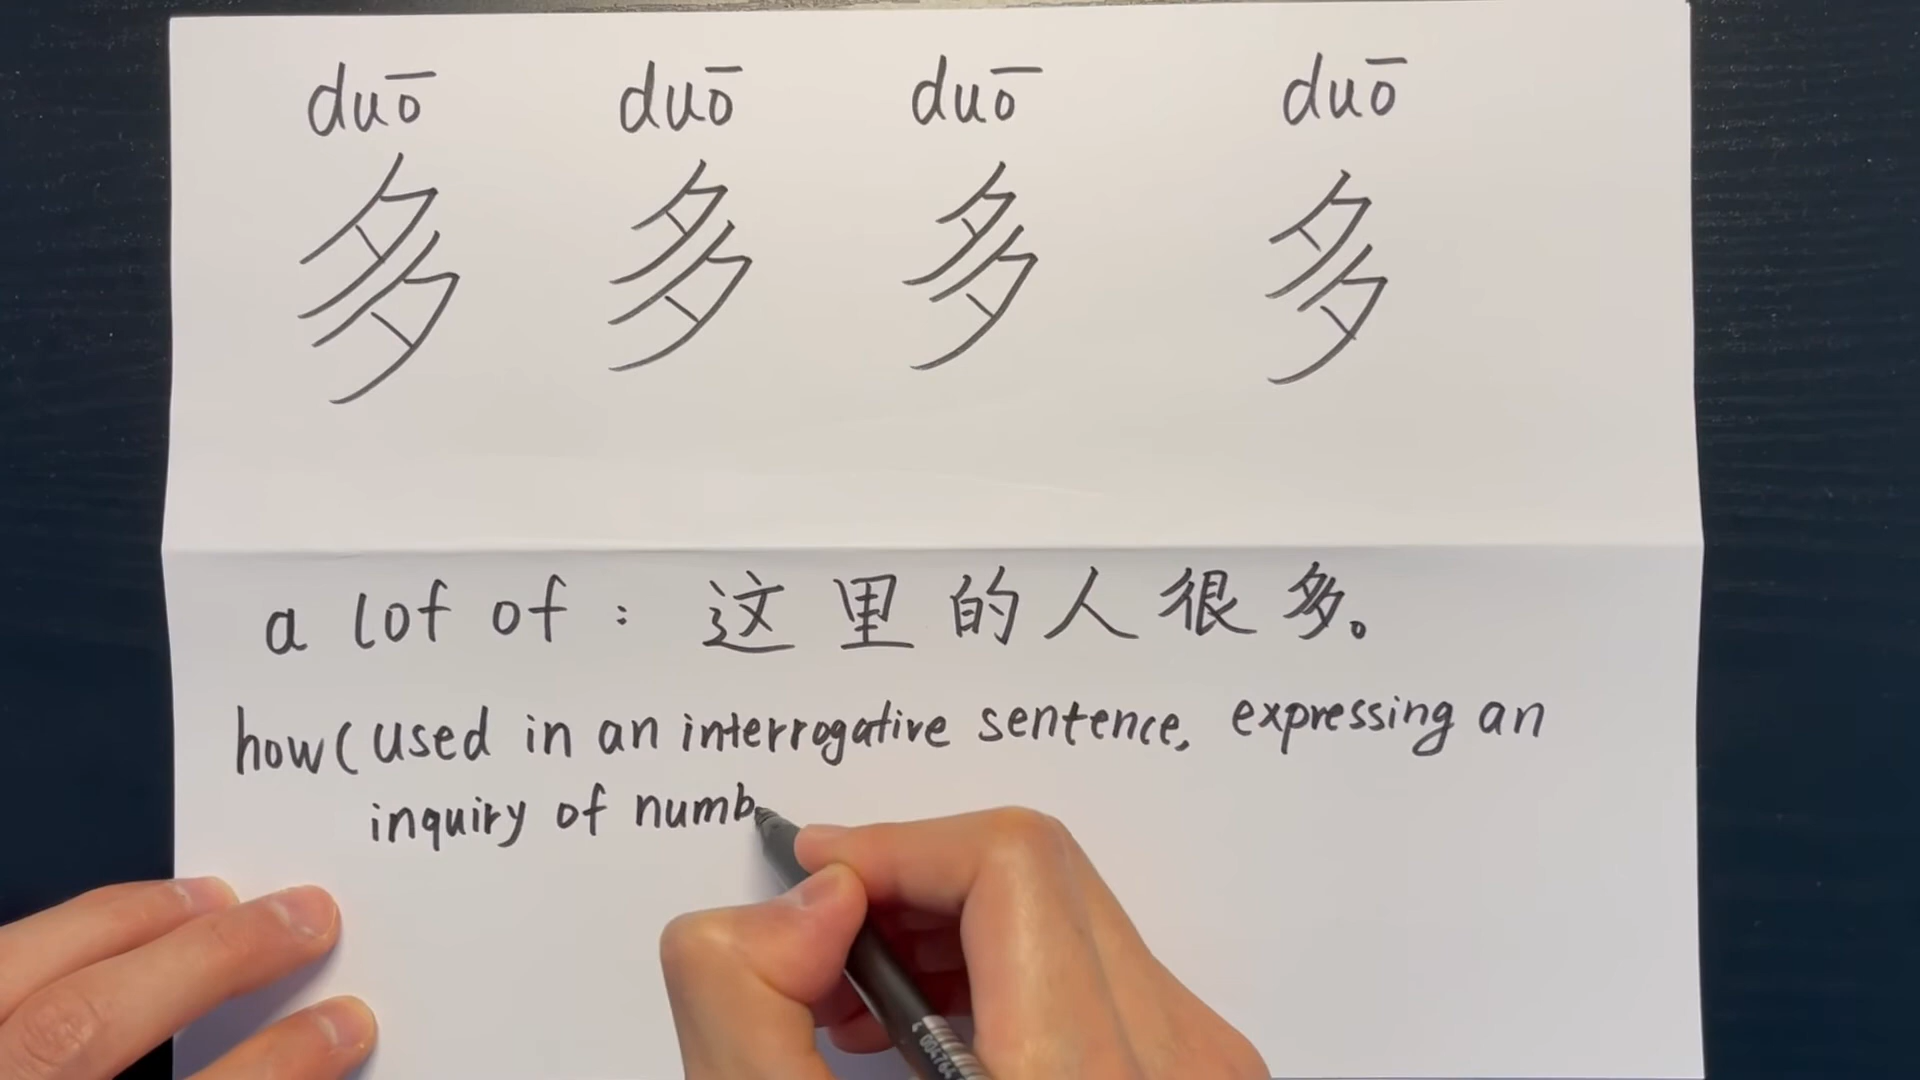 duō duō duō duō
多 多 多 多
a lot of : 这里的人很多。
how (used in an interrogative sentence, expressing an
inquiry of numb